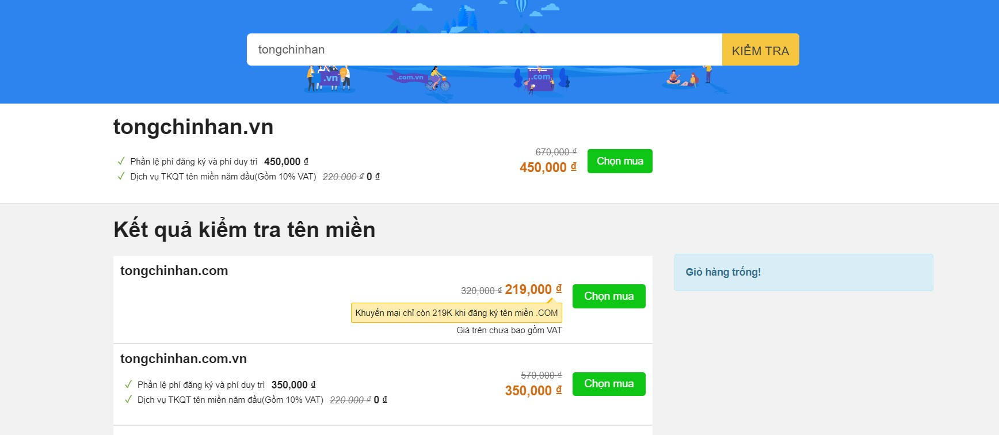 tongchinhan
KIỂM TRA
.vn
.com.vn
.com
tongchinhan.vn
Phần lệ phí đăng ký và phí duy trì 450,000 đ
Dịch vụ TKQT tên miền năm đầu(Gồm 10% VAT) 220.000 đ 0 đ
670,000 đ
450,000 đ
Chọn mua
Kết quả kiểm tra tên miền
tongchinhan.com
320,000 đ 219,000 đ
Chọn mua
Khuyến mại chỉ còn 219K khi đăng ký tên miền .COM
Giá trên chưa bao gồm VAT
Giỏ hàng trống!
tongchinhan.com.vn
Phần lệ phí đăng ký và phí duy trì 350,000 đ
Dịch vụ TKQT tên miền năm đầu(Gồm 10% VAT) 220.000 đ 0 đ
570,000 đ
350,000 đ
Chọn mua